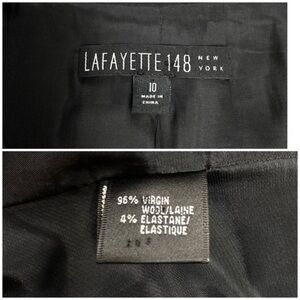 LAFAYETTE 148 NEW YORK
10
MADE IN
CHINA
96% VIRGIN
WOOL/LAINE
4% ELASTANE/
ELASTIQUE